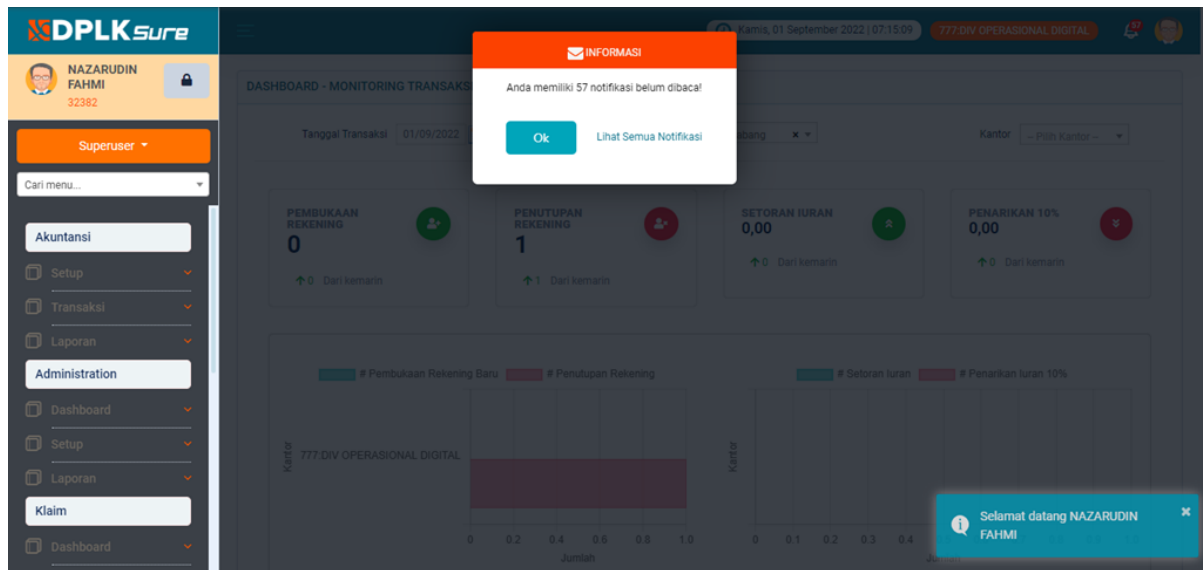 DPLKSure
NAZARUDIN
FAHMI
32382
Superuser
Cari menu...
Akuntansi
Setup
Transaksi
Laporan
Administration
Dashboard
Setup
Laporan
Klaim
Dashboard
Kamis, 01 September 2022 | 07:15:09
777:DIV OPERASIONAL DIGITAL
57
INFORMASI
Anda memiliki 57 notifikasi belum dibaca!
Ok Lihat Semua Notifikasi
DASHBOARD - MONITORING TRANSAKS
Tanggal Transaksi 01/09/2022 abang × Kantor -- Pilih Kantor --
PEMBUKAAN
REKENING
0
0 Dari kemarin
PENUTUPAN
REKENING
1
1 Dari kemarin
SETORAN IURAN
0,00
0 Dari kemarin
PENARIKAN 10%
0,00
0 Dari kemarin
# Pembukaan Rekening Baru # Penutupan Rekening
Kantor
777:DIV OPERASIONAL DIGITAL
0 0.2 0.4 0.6 0.8 1.0
Jumlah
# Setoran Iuran # Penarikan Iuran 10%
Kantor
0 0.1 0.2 0.3 0.4
Selamat datang NAZARUDIN
FAHMI
×